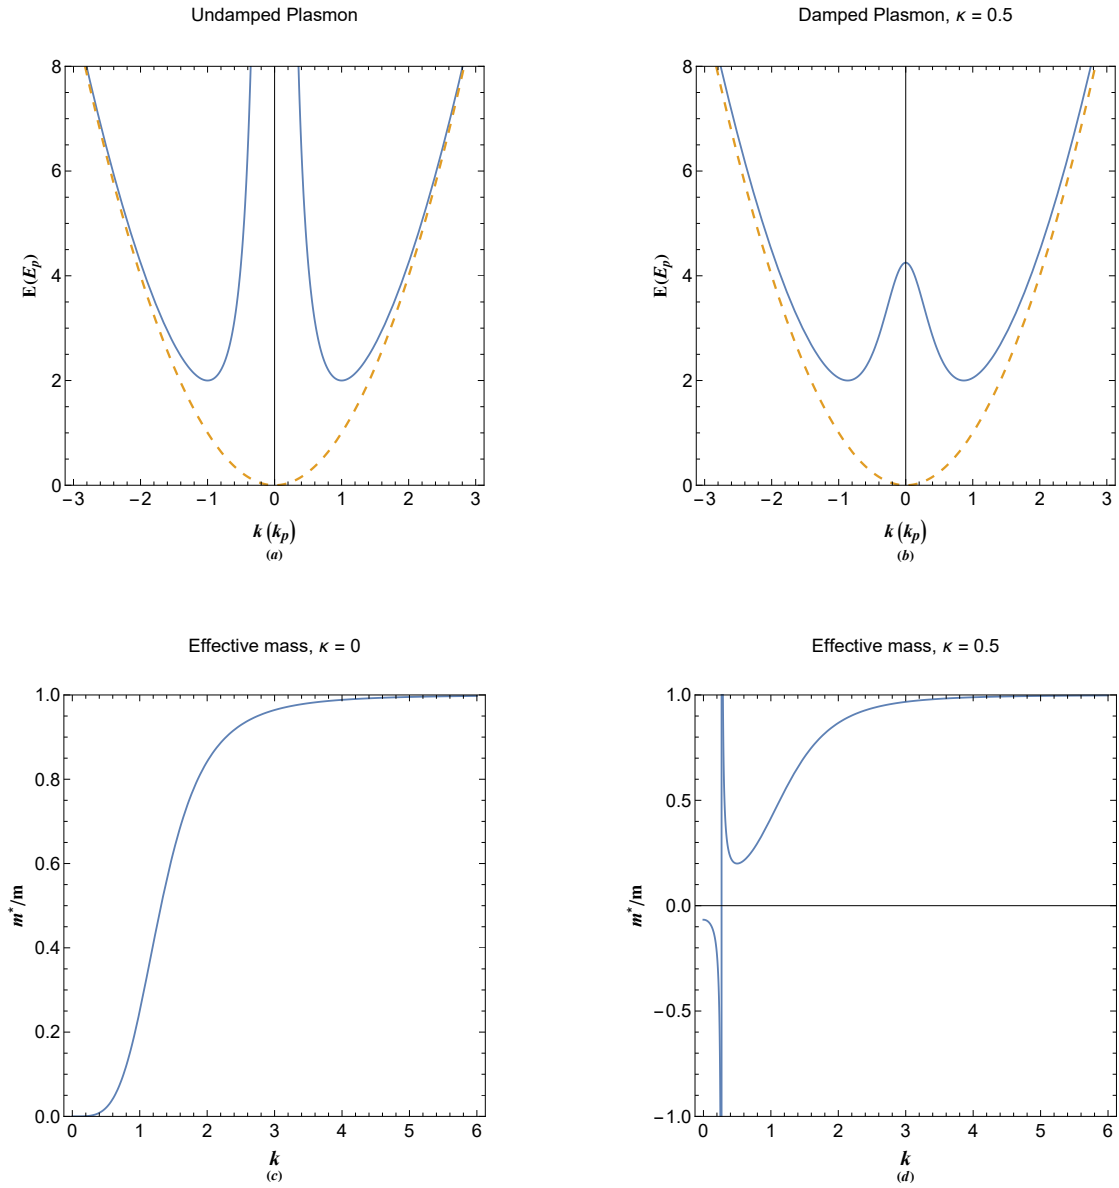 Undamped Plasmon
Damped Plasmon, κ = 0.5
8
6
4
2
0
E(Eₚ)
−3 −2 −1 0 1 2 3
k (kₚ)
(a)
8
6
4
2
0
E(Eₚ)
−3 −2 −1 0 1 2 3
k (kₚ)
(b)
Effective mass, κ = 0
Effective mass, κ = 0.5
1.0
0.8
0.6
0.4
0.2
0.0
m*/m
0 1 2 3 4 5 6
k
(c)
1.0
0.5
0.0
−0.5
−1.0
m*/m
0 1 2 3 4 5 6
k
(d)